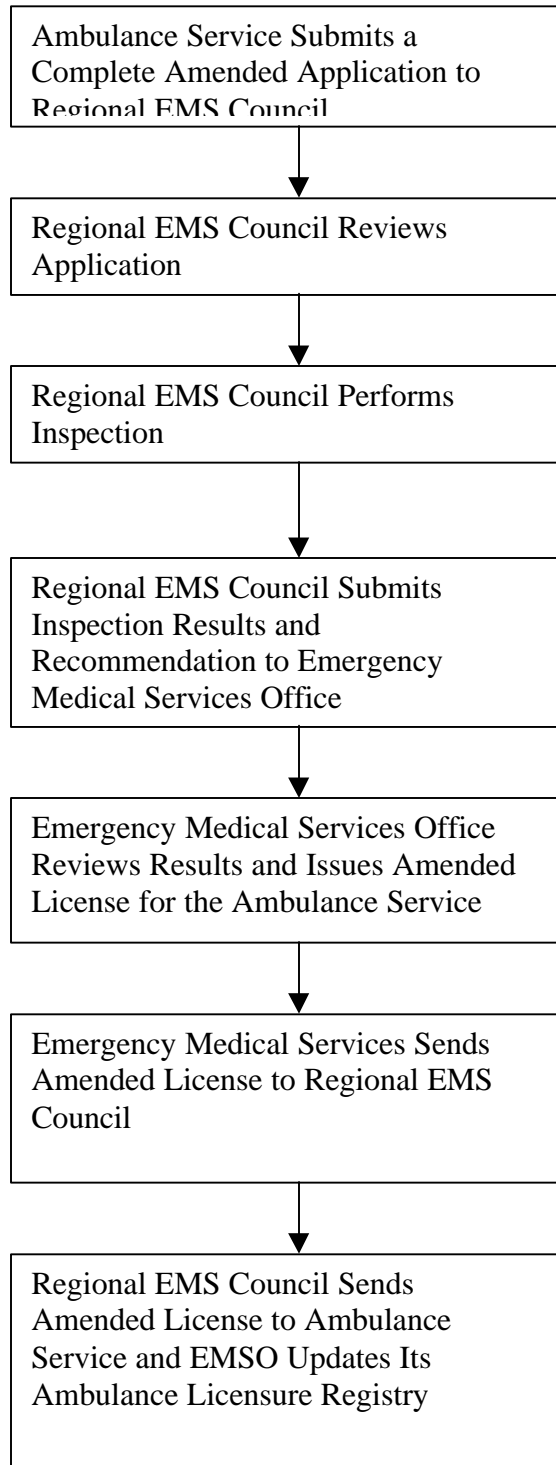 Ambulance Service Submits a
Complete Amended Application to
Regional EMS Council
Regional EMS Council Reviews
Application
Regional EMS Council Performs
Inspection
Regional EMS Council Submits
Inspection Results and
Recommendation to Emergency
Medical Services Office
Emergency Medical Services Office
Reviews Results and Issues Amended
License for the Ambulance Service
Emergency Medical Services Sends
Amended License to Regional EMS
Council
Regional EMS Council Sends
Amended License to Ambulance
Service and EMSO Updates Its
Ambulance Licensure Registry